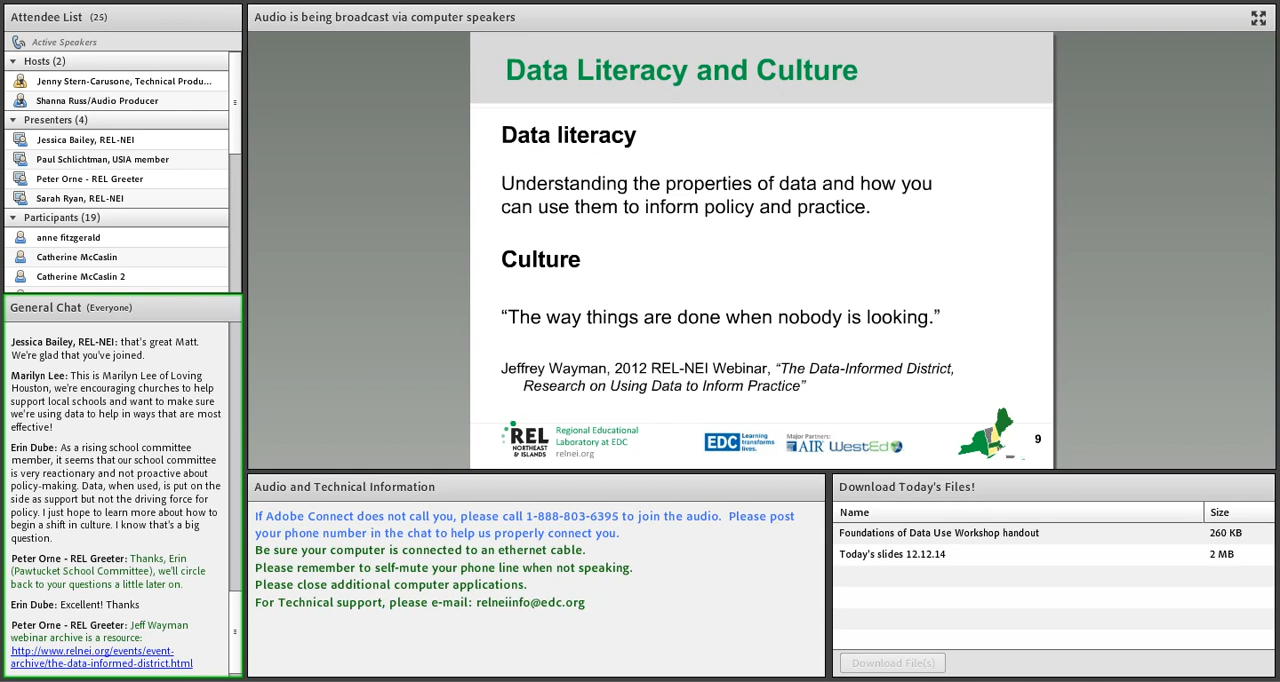 Attendee List (25)
Active Speakers
Hosts (2)
Jenny Stern-Carusone, Technical Produ...
Shanna Russ/Audio Producer
Presenters (4)
Jessica Bailey, REL-NEI
Paul Schlichtman, USIA member
Peter Orne - REL Greeter
Sarah Ryan, REL-NEI
Participants (19)
anne fitzgerald
Catherine McCaslin
Catherine McCaslin 2
General Chat (Everyone)
Jessica Bailey, REL-NEI: that's great Matt.
We're glad that you've joined.
Marilyn Lee: This is Marilyn Lee of Loving
Houston, we're encouraging churches to help
support local schools and want to make sure
we're using data to help in ways that are most
effective!
Erin Dube: As a rising school committee
member, it seems that our school committee
is very reactionary and not proactive about
policy-making. Data, when used, is put on the
side as support but not the driving force for
policy. I just hope to learn more about how to
begin a shift in culture. I know that's a big
question.
Peter Orne - REL Greeter: Thanks, Erin
(Pawtucket School Committee), we'll circle
back to your questions a little later on.
Erin Dube: Excellent! Thanks
Peter Orne - REL Greeter: Jeff Wayman
webinar archive is a resource:
http://www.relnei.org/events/event-
archive/the-data-informed-district.html
Audio is being broadcast via computer speakers
Data Literacy and Culture
Data literacy
Understanding the properties of data and how you
can use them to inform policy and practice.
Culture
“The way things are done when nobody is looking.”
Jeffrey Wayman, 2012 REL-NEI Webinar, “The Data-Informed District,
Research on Using Data to Inform Practice”
REL
NORTHEAST
& ISLANDS
Regional Educational
Laboratory at EDC
relnei.org
EDC
Learning
transforms
lives.
Major Partners:
AIR WestEd
9
Audio and Technical Information
If Adobe Connect does not call you, please call 1-888-803-6395 to join the audio. Please post
your phone number in the chat to help us properly connect you.
Be sure your computer is connected to an ethernet cable.
Please remember to self-mute your phone line when not speaking.
Please close additional computer applications.
For Technical support, please e-mail: relneiinfo@edc.org
Download Today's Files!
Name Size
Foundations of Data Use Workshop handout 260 KB
Today's slides 12.12.14 2 MB
Download File(s)